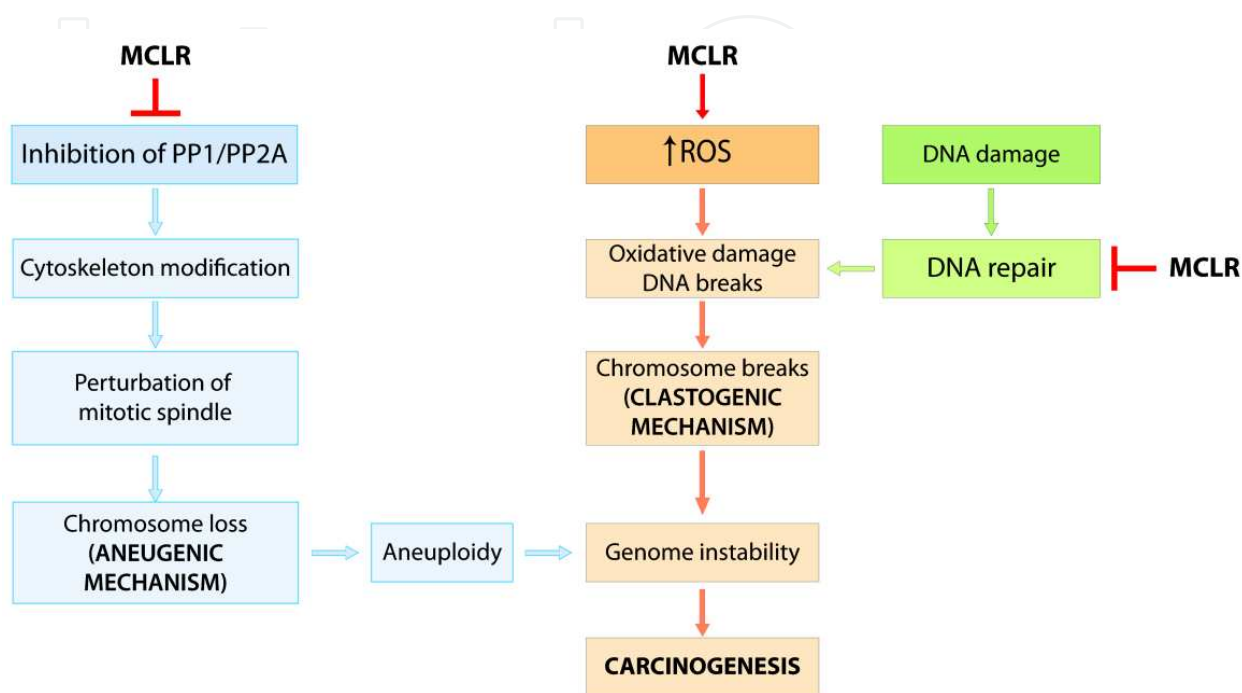 MCLR
Inhibition of PP1/PP2A
Cytoskeleton modification
Perturbation of
mitotic spindle
Chromosome loss
(ANEUGENIC
MECHANISM)
Aneuploidy
MCLR
↑ROS
Oxidative damage
DNA breaks
Chromosome breaks
(CLASTOGENIC
MECHANISM)
Genome instability
CARCINOGENESIS
DNA damage
DNA repair
MCLR